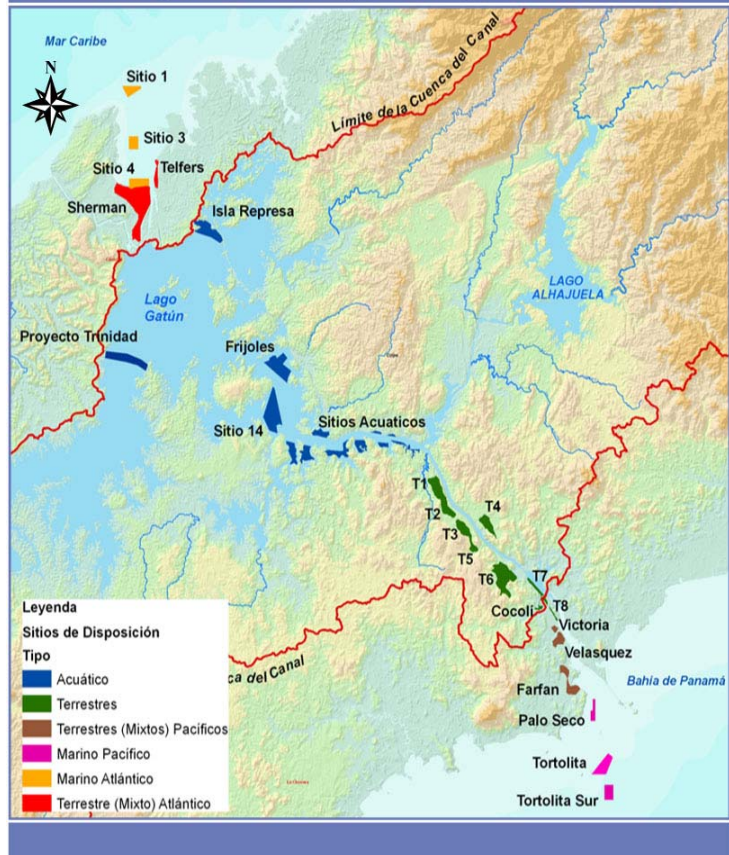 Mar Caribe
N
Sitio 1
Límite de la Cuenca del Canal
Sitio 3
Sitio 4
Telfers
Sherman
Isla Represa
LAGO
ALHAJUELA
Lago
Gatún
Proyecto Trinidad
Frijoles
Sitio 14
Sitios Acuaticos
T1
T2
T3
T4
T5
T6
T7
Cocolí
T8
Victoria
Velasquez
Farfan
Bahia de Panamá
Palo Seco
Tortolita
Tortolita Sur
ca del Canal
Leyenda
Sitios de Disposición
Tipo
Acuático
Terrestres
Terrestres (Mixtos) Pacíficos
Marino Pacífico
Marino Atlántico
Terrestre (Mixto) Atlántico